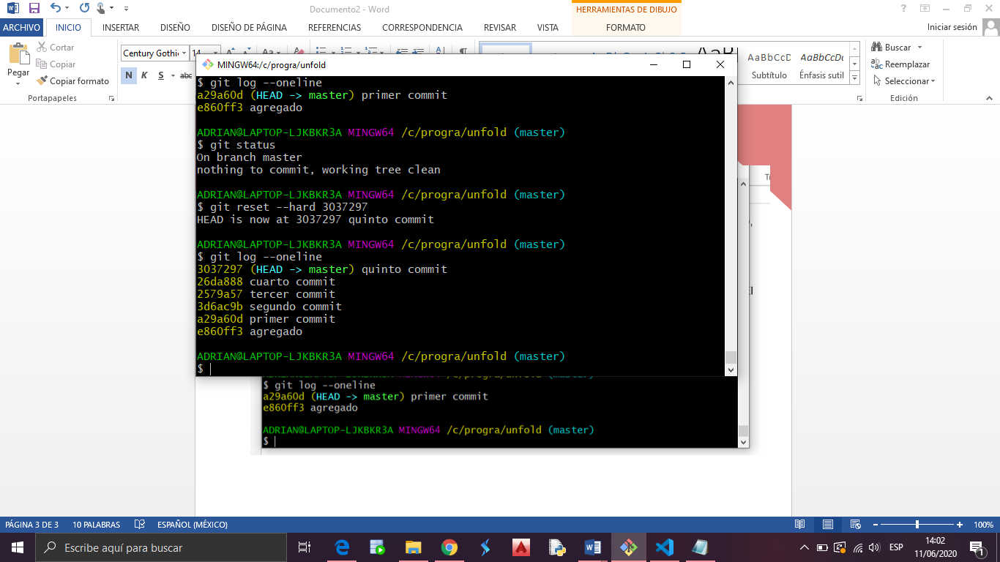 Documento2 - Word
HERRAMIENTAS DE DIBUJO
ARCHIVO INICIO INSERTAR DISEÑO DISEÑO DE PÁGINA REFERENCIAS CORRESPONDENCIA REVISAR VISTA FORMATO Iniciar sesión
Pegar
Cortar
Copiar
Copiar formato
Portapapeles
Century Gothi 14
N K S abc
AaBbCcD AaBbCcDc
Subtítulo Énfasis sutil
Buscar
Reemplazar
Seleccionar
Edición
MINGW64:/c/progra/unfold
$ git log --oneline
a29a60d (HEAD -> master) primer commit
e860ff3 agregado
ADRIAN@LAPTOP-LJKBKR3A MINGW64 /c/progra/unfold (master)
$ git status
On branch master
nothing to commit, working tree clean
ADRIAN@LAPTOP-LJKBKR3A MINGW64 /c/progra/unfold (master)
$ git reset --hard 3037297
HEAD is now at 3037297 quinto commit
ADRIAN@LAPTOP-LJKBKR3A MINGW64 /c/progra/unfold (master)
$ git log --oneline
3037297 (HEAD -> master) quinto commit
26da888 cuarto commit
2579a57 tercer commit
3d6ac9b segundo commit
a29a60d primer commit
e860ff3 agregado
ADRIAN@LAPTOP-LJKBKR3A MINGW64 /c/progra/unfold (master)
$
$ git log --oneline
a29a60d (HEAD -> master) primer commit
e860ff3 agregado
ADRIAN@LAPTOP-LJKBKR3A MINGW64 /c/progra/unfold (master)
$
PÁGINA 3 DE 3 10 PALABRAS ESPAÑOL (MÉXICO) 100%
Escribe aquí para buscar
ESP
14:02
11/06/2020
1